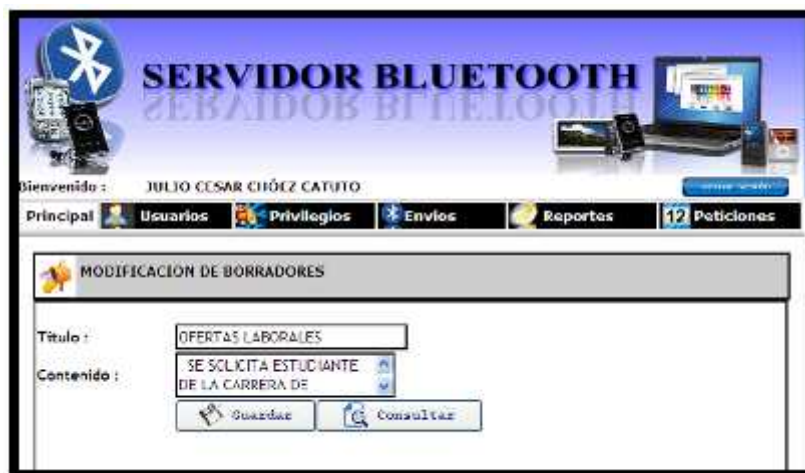 SERVIDOR BLUETOOTH
Bienvenido : JULIO CESAR CHÓEZ CATUTO
Principal Usuarios Privilegios Envios Reportes 12 Peticiones
MODIFICACION DE BORRADORES
Titulo : OFERTAS LABORALES
Contenido : SE SOLICITA ESTUDIANTE
DE LA CARRERA DE
Guardar Consultar